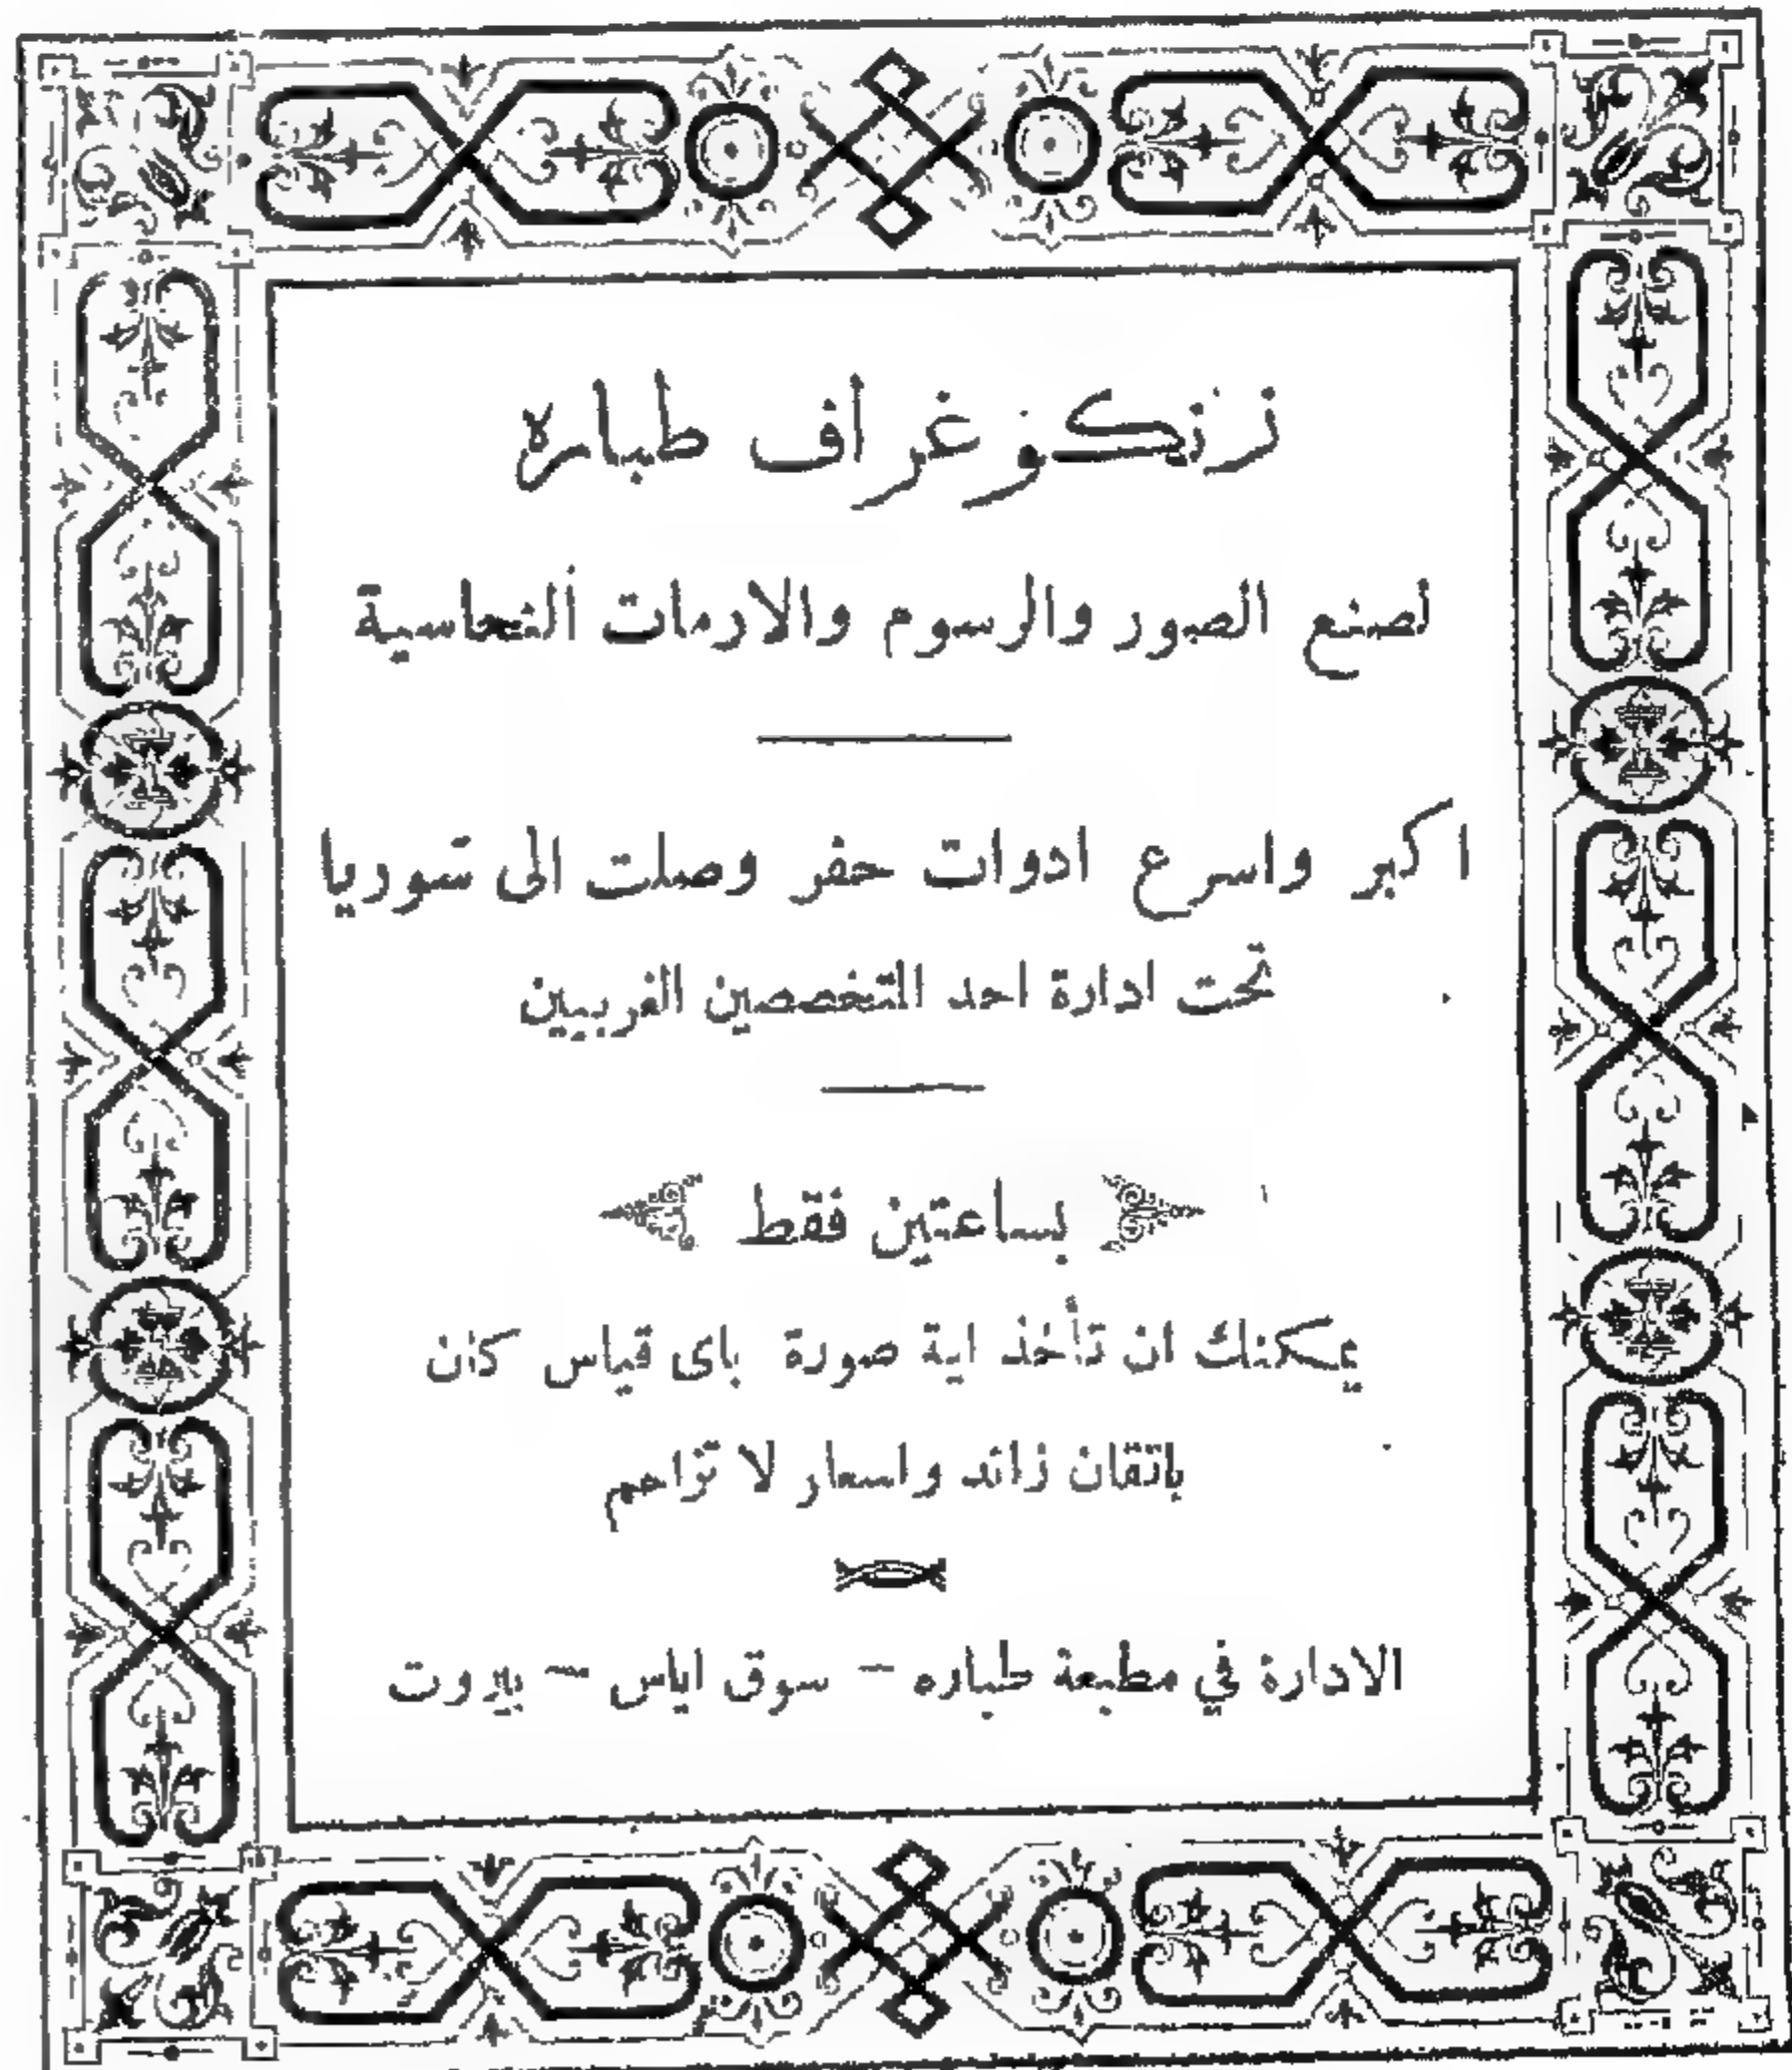 زنكوغراف طباره
لصنع الصور والرسوم والارمات النحاسية
اكبر واسرع ادوات حفر وصلت الى سوريا
تحت ادارة احد المتخصصين الغربيين
بساعتين فقط
يمكنك ان تأخذ اية صورة باى قياس كان
باتقان زائد واسعار لا تزاحم
الادارة في مطبعة طباره – سوق اياس – بيروت